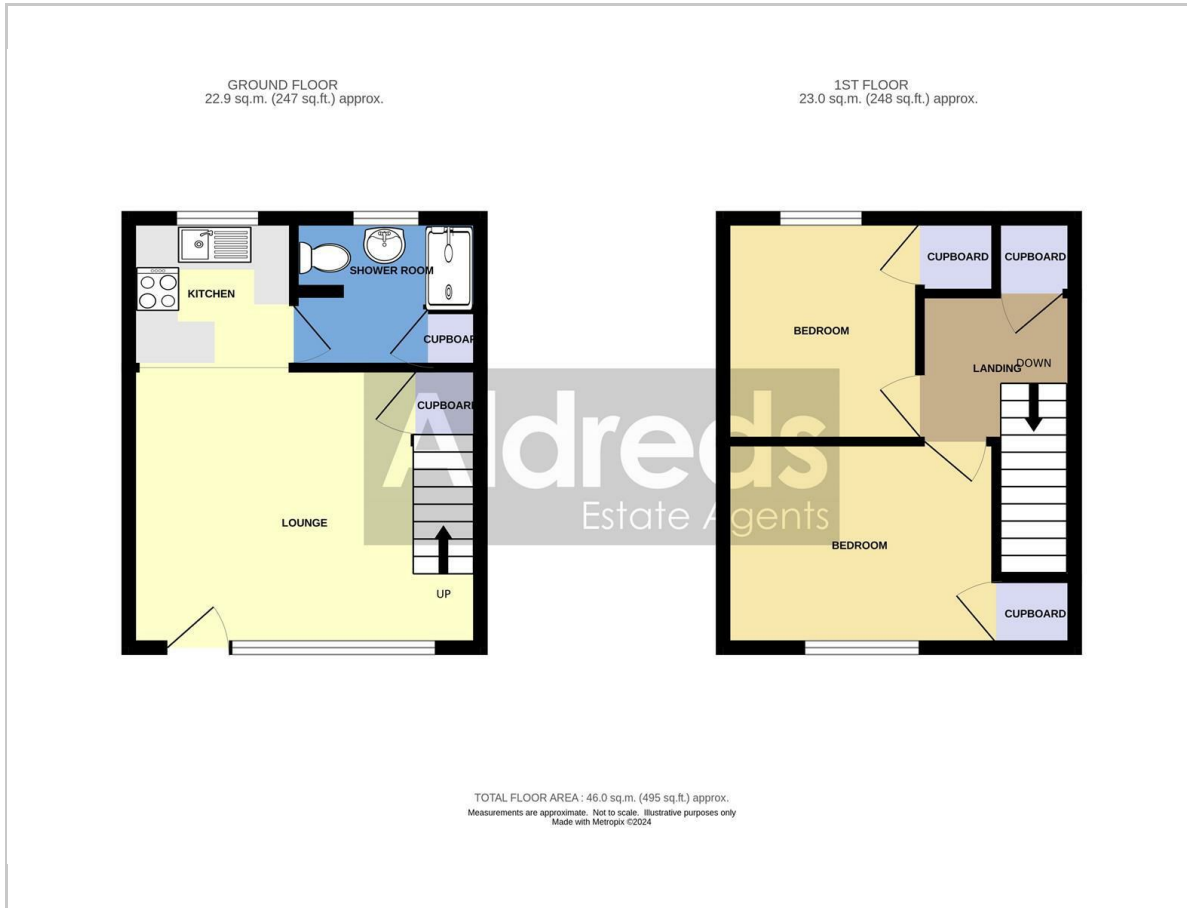 GROUND FLOOR
22.9 sq.m. (247 sq.ft.) approx.
1ST FLOOR
23.0 sq.m. (248 sq.ft.) approx.
SHOWER ROOM
KITCHEN
CUPBOAR
CUPBOARD
LOUNGE
UP
CUPBOARD
CUPBOARD
BEDROOM
DOWN
LANDING
BEDROOM
CUPBOARD
Aldreds
Estate Agents
TOTAL FLOOR AREA : 46.0 sq.m. (495 sq.ft.) approx.
Measurements are approximate. Not to scale. Illustrative purposes only
Made with Metropix ©2024